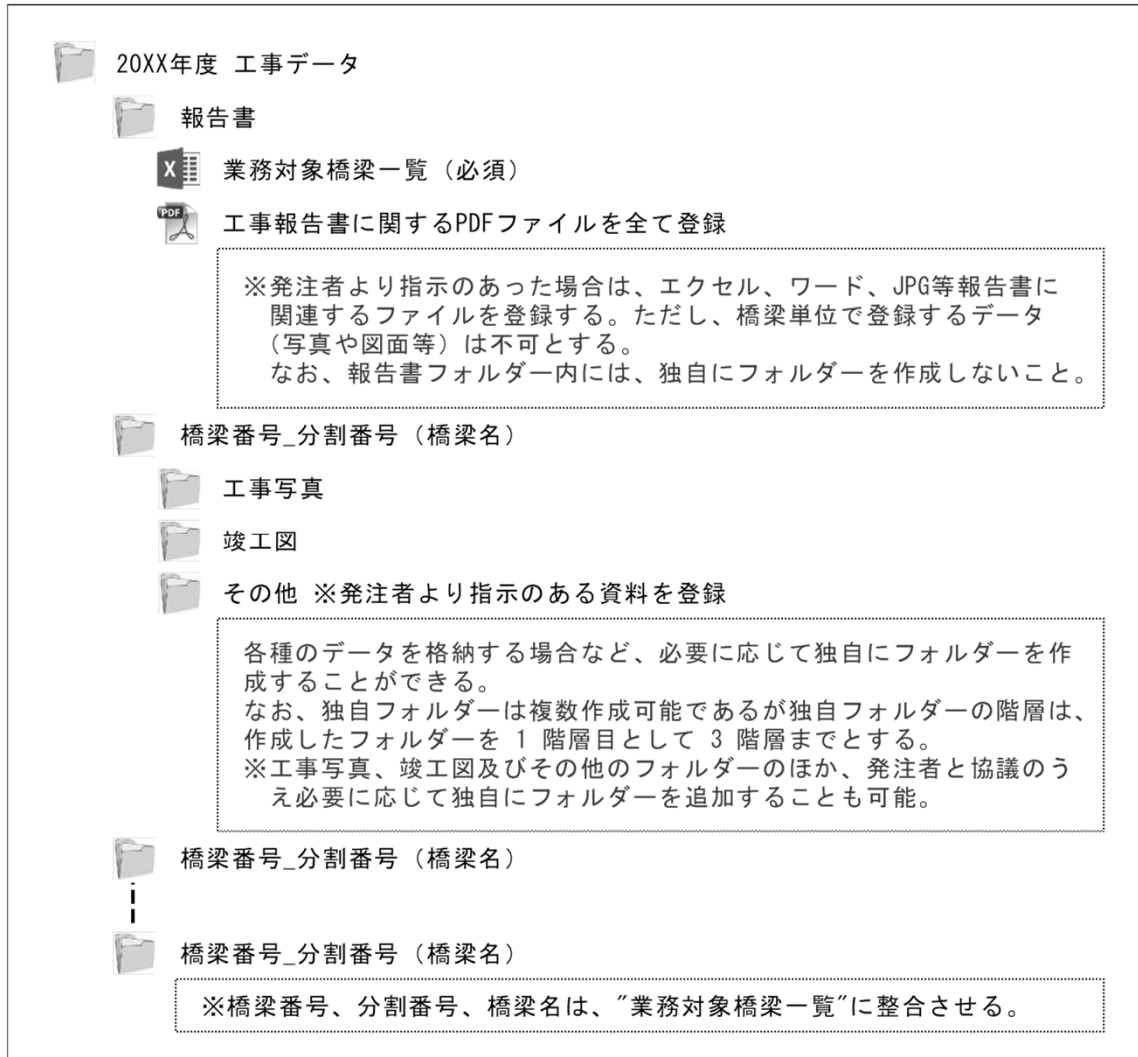 20XX年度 工事データ
報告書
X
業務対象橋梁一覧（必須）
PDF
工事報告書に関するPDFファイルを全て登録
※発注者より指示のあった場合は、エクセル、ワード、JPG等報告書に
関連するファイルを登録する。ただし、橋梁単位で登録するデータ
（写真や図面等）は不可とする。
なお、報告書フォルダー内には、独自にフォルダーを作成しないこと。
橋梁番号_分割番号（橋梁名）
工事写真
竣工図
その他 ※発注者より指示のある資料を登録
各種のデータを格納する場合など、必要に応じて独自にフォルダーを作
成することができる。
なお、独自フォルダーは複数作成可能であるが独自フォルダーの階層は、
作成したフォルダーを 1 階層目として 3 階層までとする。
※工事写真、竣工図及びその他のフォルダーのほか、発注者と協議のう
え必要に応じて独自にフォルダーを追加することも可能。
橋梁番号_分割番号（橋梁名）
橋梁番号_分割番号（橋梁名）
※橋梁番号、分割番号、橋梁名は、″業務対象橋梁一覧″に整合させる。